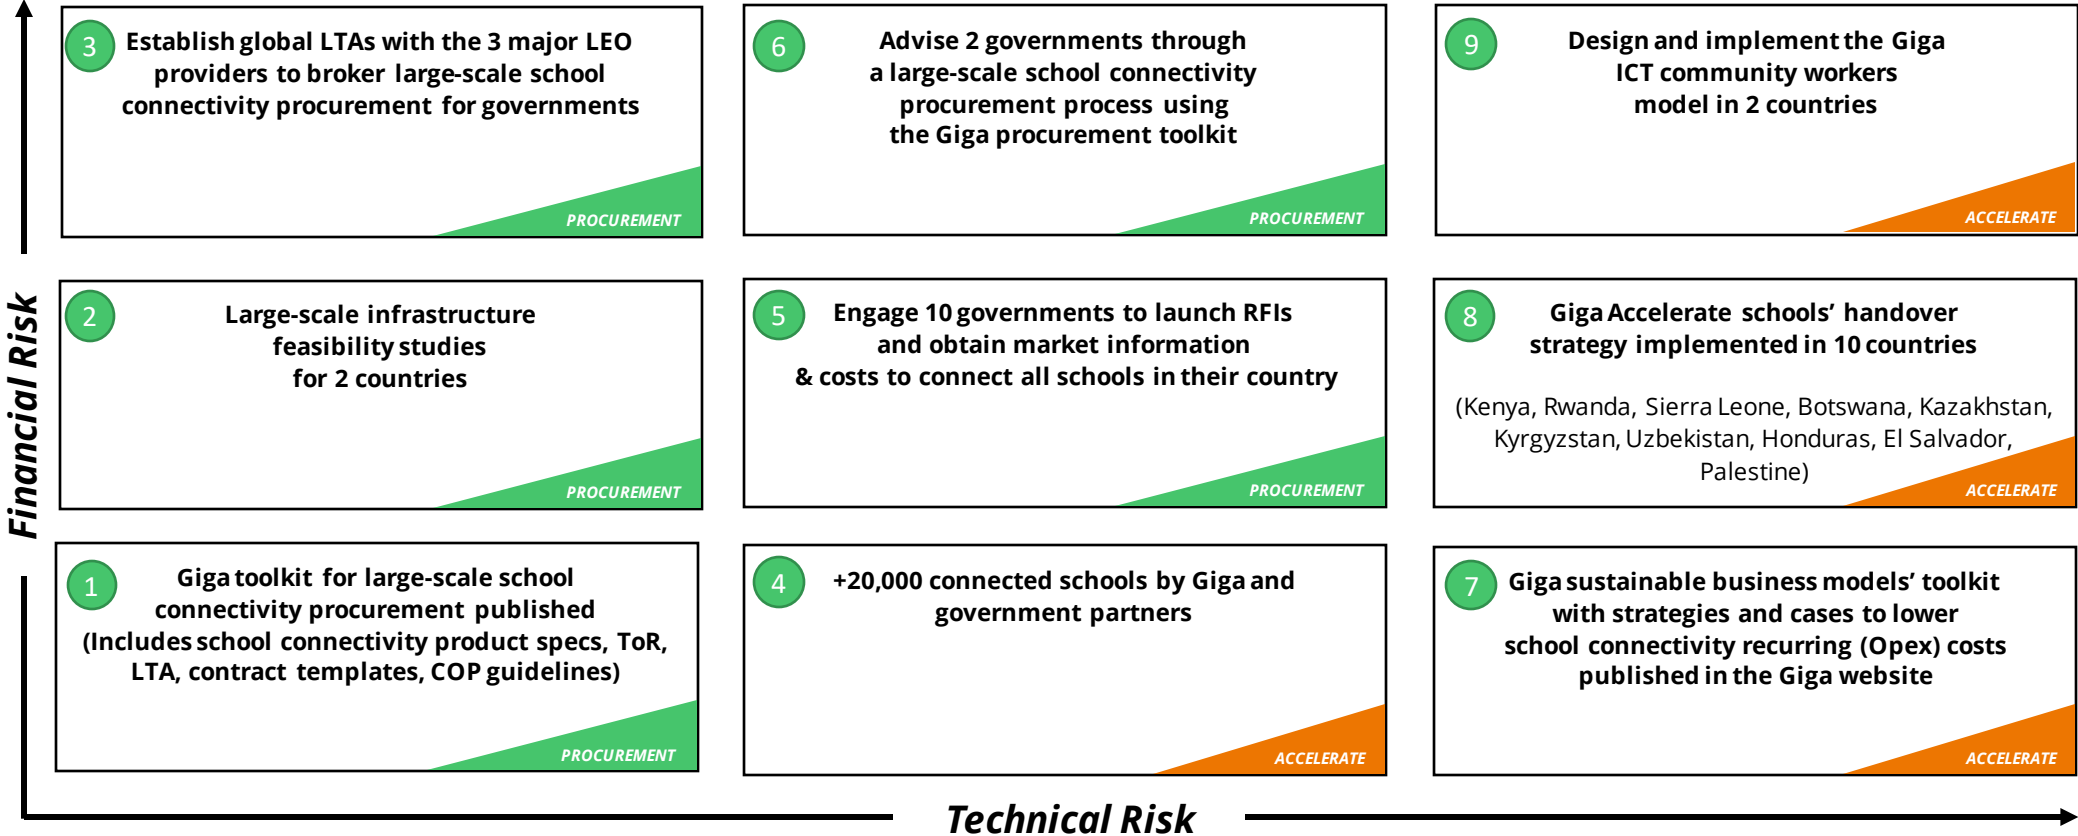 3
Establish global LTAs with the 3 major LEO
providers to broker large-scale school
connectivity procurement for governments
PROCUREMENT
6
Advise 2 governments through
a large-scale school connectivity
procurement process using
the Giga procurement toolkit
PROCUREMENT
9
Design and implement the Giga
ICT community workers
model in 2 countries
ACCELERATE
Financial Risk
2
Large-scale infrastructure
feasibility studies
for 2 countries
PROCUREMENT
5
Engage 10 governments to launch RFIs
and obtain market information
& costs to connect all schools in their country
PROCUREMENT
8
Giga Accelerate schools’ handover
strategy implemented in 10 countries
(Kenya, Rwanda, Sierra Leone, Botswana, Kazakhstan,
Kyrgyzstan, Uzbekistan, Honduras, El Salvador,
Palestine)
ACCELERATE
1
Giga toolkit for large-scale school
connectivity procurement published
(Includes school connectivity product specs, ToR,
LTA, contract templates, COP guidelines)
PROCUREMENT
4
+20,000 connected schools by Giga and
government partners
ACCELERATE
7
Giga sustainable business models’ toolkit
with strategies and cases to lower
school connectivity recurring (Opex) costs
published in the Giga website
ACCELERATE
Technical Risk